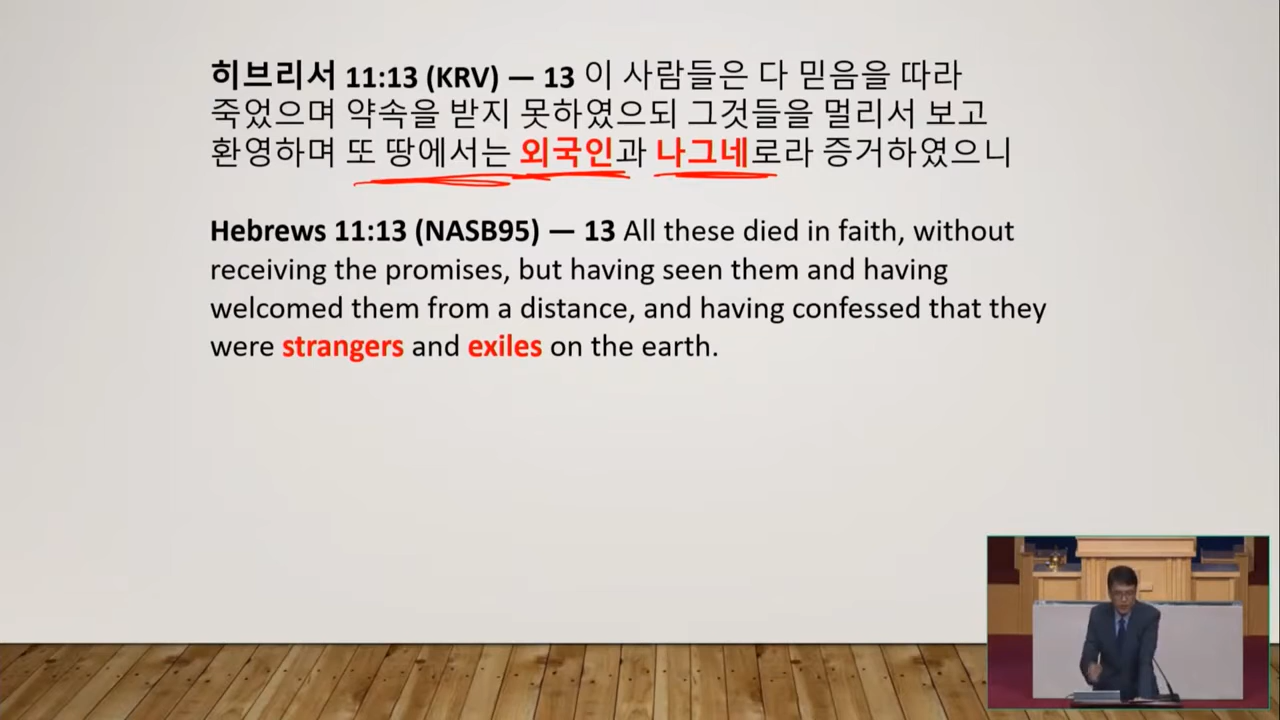 히브리서 11:13 (KRV) — 13 이 사람들은 다 믿음을 따라
죽었으며 약속을 받지 못하였으되 그것들을 멀리서 보고
환영하며 또 땅에서는 외국인과 나그네로라 증거하였으니
Hebrews 11:13 (NASB95) — 13 All these died in faith, without
receiving the promises, but having seen them and having
welcomed them from a distance, and having confessed that they
were strangers and exiles on the earth.